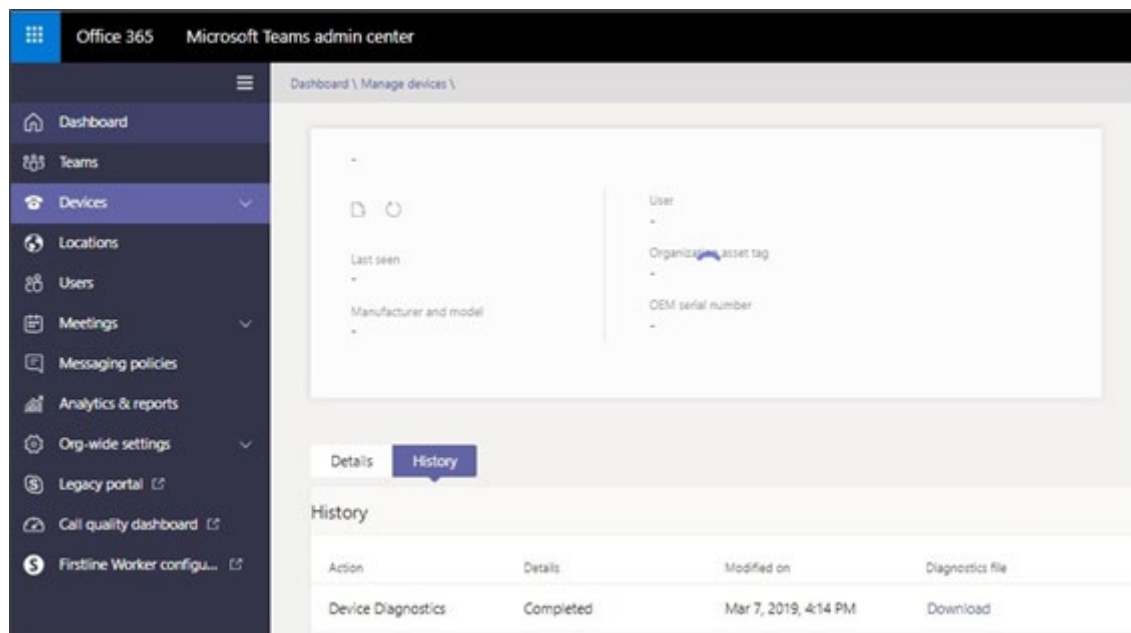 Office 365 Microsoft Teams admin center
Dashboard \ Manage devices \
Dashboard
Teams
Devices
Locations
Users
Meetings
Messaging policies
Analytics & reports
Org-wide settings
Legacy portal
Call quality dashboard
Firstline Worker configu...
-
Last seen
-
Manufacturer and model
-
User
-
Organization asset tag
-
OEM serial number
-
Details History
History
Action Details Modified on Diagnostics file
Device Diagnostics Completed Mar 7, 2019, 4:14 PM Download